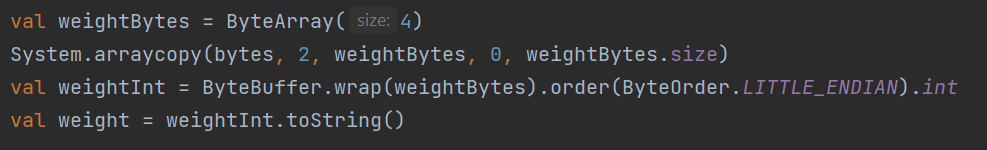 val weightBytes = ByteArray( size: 4)
System.arraycopy(bytes, 2, weightBytes, 0, weightBytes.size)
val weightInt = ByteBuffer.wrap(weightBytes).order(ByteOrder.LITTLE_ENDIAN).int
val weight = weightInt.toString()